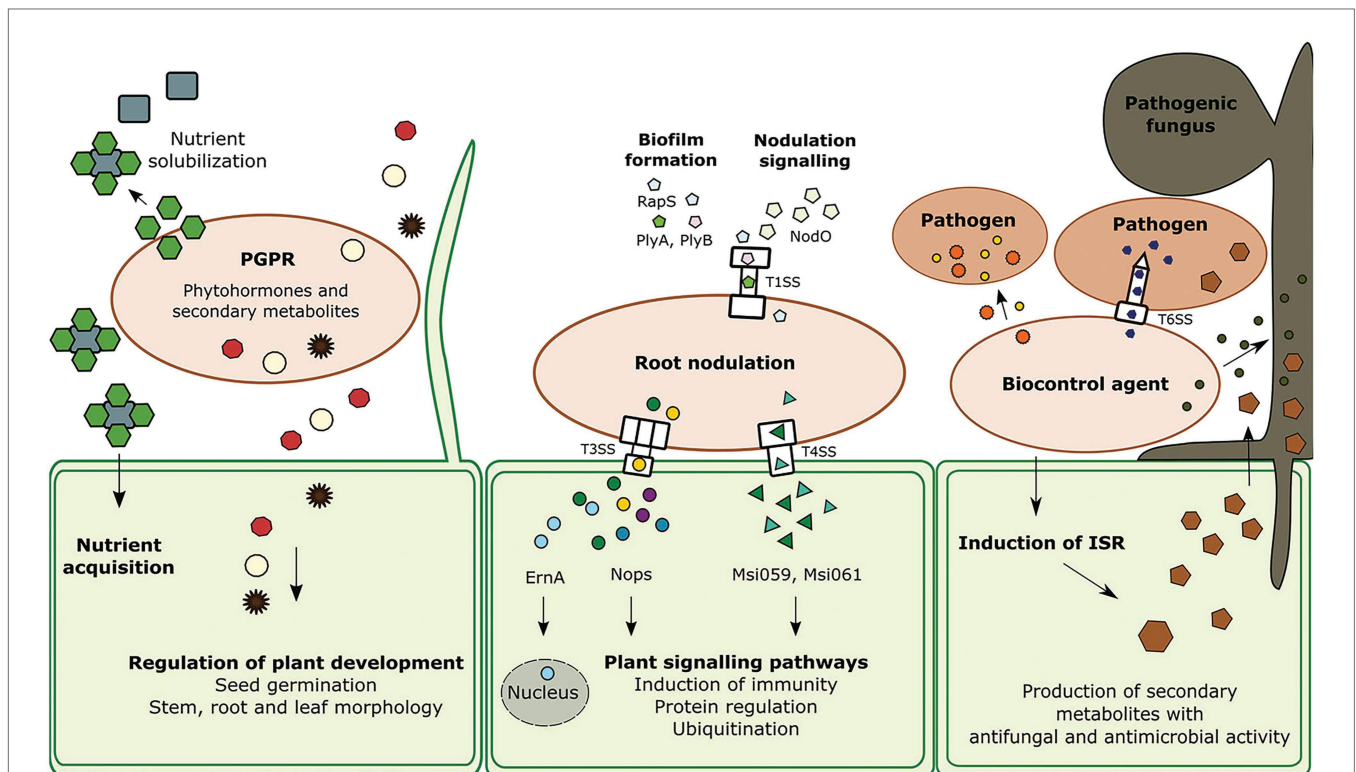 Nutrient
solubilization
PGPR
Phytohormones and
secondary metabolites
Nutrient
acquisition
Regulation of plant development
Seed germination
Stem, root and leaf morphology
Biofilm
formation
RapS
PlyA, PlyB
Nodulation
signalling
NodO
T1SS
Root nodulation
T3SS
T4SS
ErnA
Nops
Msi059, Msi061
Nucleus
Plant signalling pathways
Induction of immunity
Protein regulation
Ubiquitination
Pathogenic
fungus
Pathogen
Pathogen
T6SS
Biocontrol agent
Induction of ISR
Production of secondary
metabolites with
antifungal and antimicrobial activity